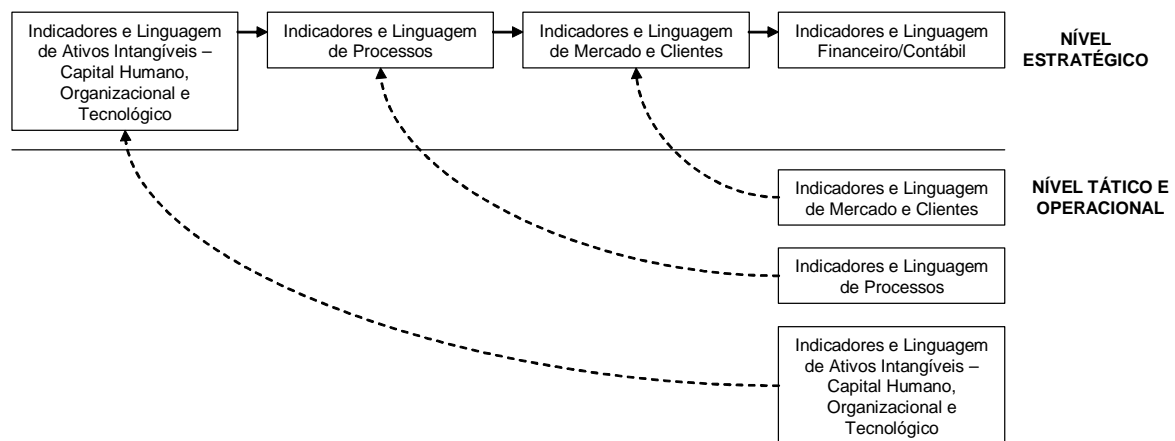 Indicadores e Linguagem
de Ativos Intangíveis –
Capital Humano,
Organizacional e
Tecnológico
Indicadores e Linguagem
de Processos
Indicadores e Linguagem
de Mercado e Clientes
Indicadores e Linguagem
Financeiro/Contábil
NÍVEL
ESTRATÉGICO
Indicadores e Linguagem
de Mercado e Clientes
NÍVEL TÁTICO E
OPERACIONAL
Indicadores e Linguagem
de Processos
Indicadores e Linguagem
de Ativos Intangíveis –
Capital Humano,
Organizacional e
Tecnológico